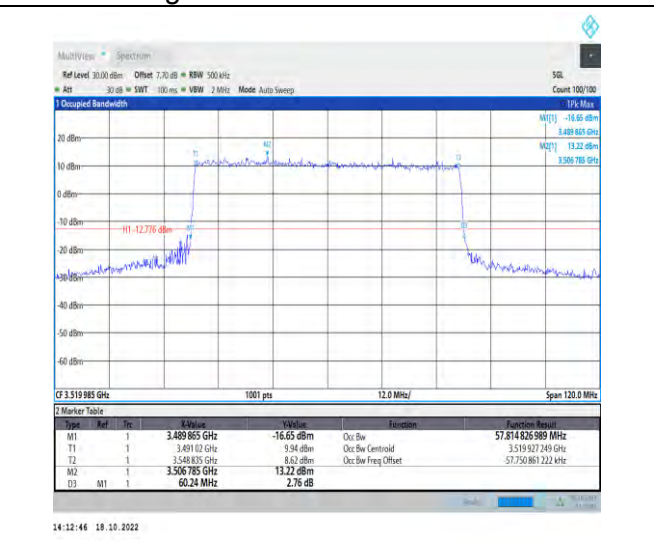 MultiView Spectrum
Ref Level 30.00 dBm Offset 7.70 dB RBW 500 kHz SGL
Att 30 dB SWT 100 ms VBW 2 MHz Mode Auto Sweep Count 100/100
1 Occupied Bandwidth 1Pk Max
M1[1] -16.65 dBm
3.489 865 GHz
M2[1] 13.22 dBm
3.506 785 GHz
20 dBm
10 dBm
0 dBm
-10 dBm
H1 -12.776 dBm
-20 dBm
-30 dBm
-40 dBm
-50 dBm
-60 dBm
CF 3.519 985 GHz 1001 pts 12.0 MHz/ Span 120.0 MHz
2 Marker Table
Type Ref Trc X-Value Y-Value Function Function Result
M1 1 3.489 865 GHz -16.65 dBm Occ Bw 57.814 826 989 MHz
T1 1 3.491 02 GHz 9.94 dBm Occ Bw Centroid 3.519 927 249 GHz
T2 1 3.548 835 GHz 8.62 dBm Occ Bw Freq Offset -57.750 861 222 kHz
M2 1 3.506 785 GHz 13.22 dBm
D3 M1 1 60.24 MHz 2.76 dB
14:12:46 18.10.2022